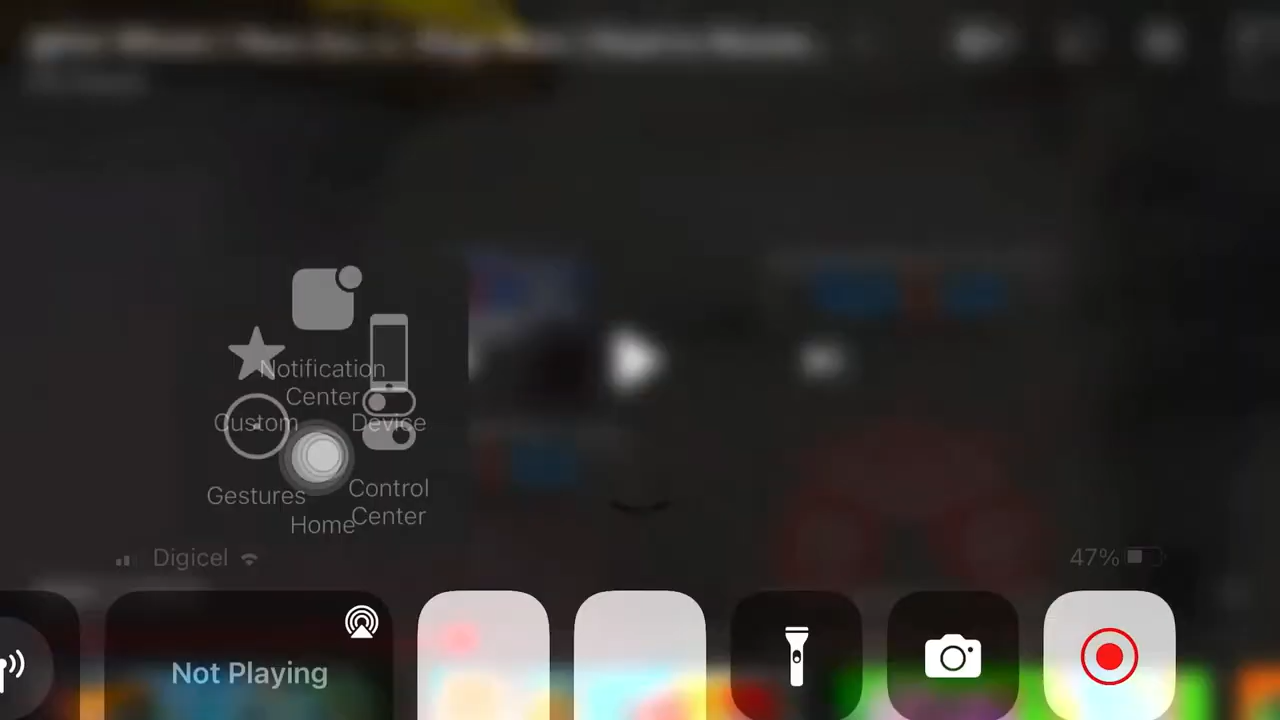 Notification
Center
Custom
Device
Gestures
Control
Center
Home
Digicel
47%
Not Playing